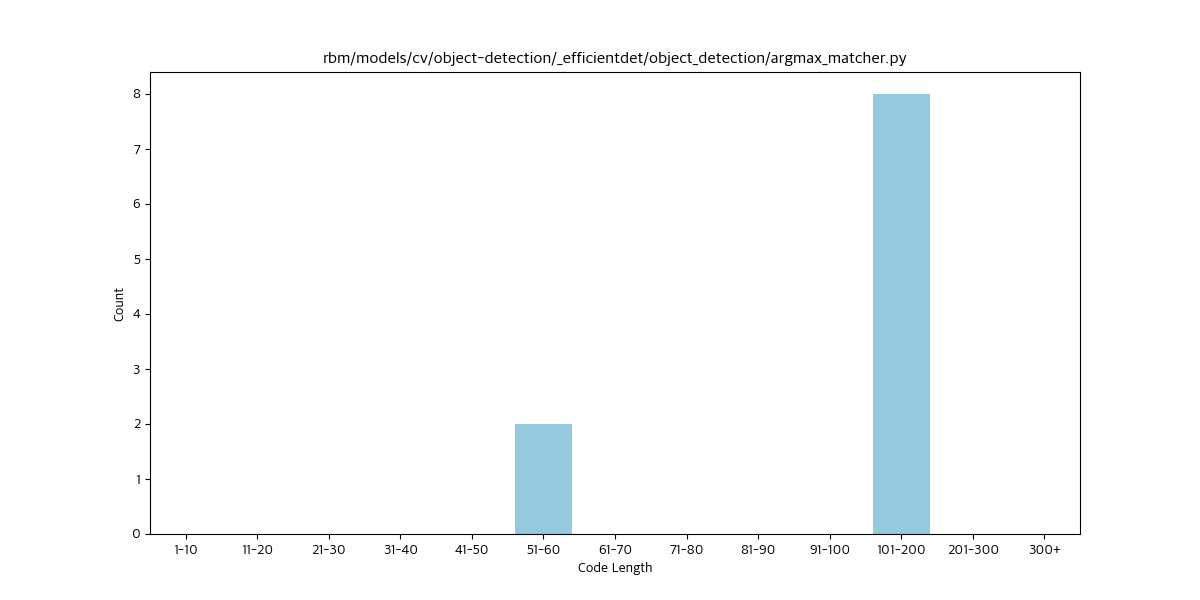 rbm/models/cv/object-detection/_efficientdet/object_detection/argmax_matcher.py
8
7
6
5
4
3
2
1
0
Count
1-10 11-20 21-30 31-40 41-50 51-60 61-70 71-80 81-90 91-100 101-200 201-300 300+
Code Length